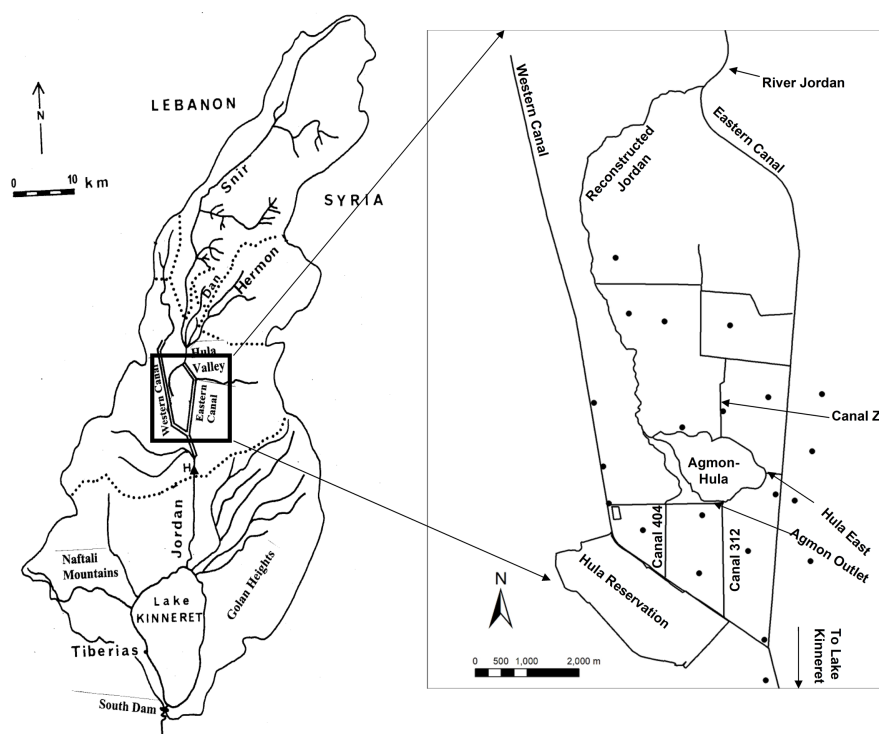 LEBANON
N
0 10 km
Snir
SYRIA
Dan
Hermon
Hula
Valley
Western Canal
Eastern
Canal
H
Jordan
Naftali
Mountains
Golan Heights
Lake
KINNERET
Tiberias
South Dam
River Jordan
Western Canal
Eastern Canal
Reconstructed
Jordan
Canal Z
Agmon-
Hula
Hula East
Agmon Outlet
Canal 404
Canal 312
Hula Reservation
N
0 500 1,000 2,000 m
To Lake
Kinneret